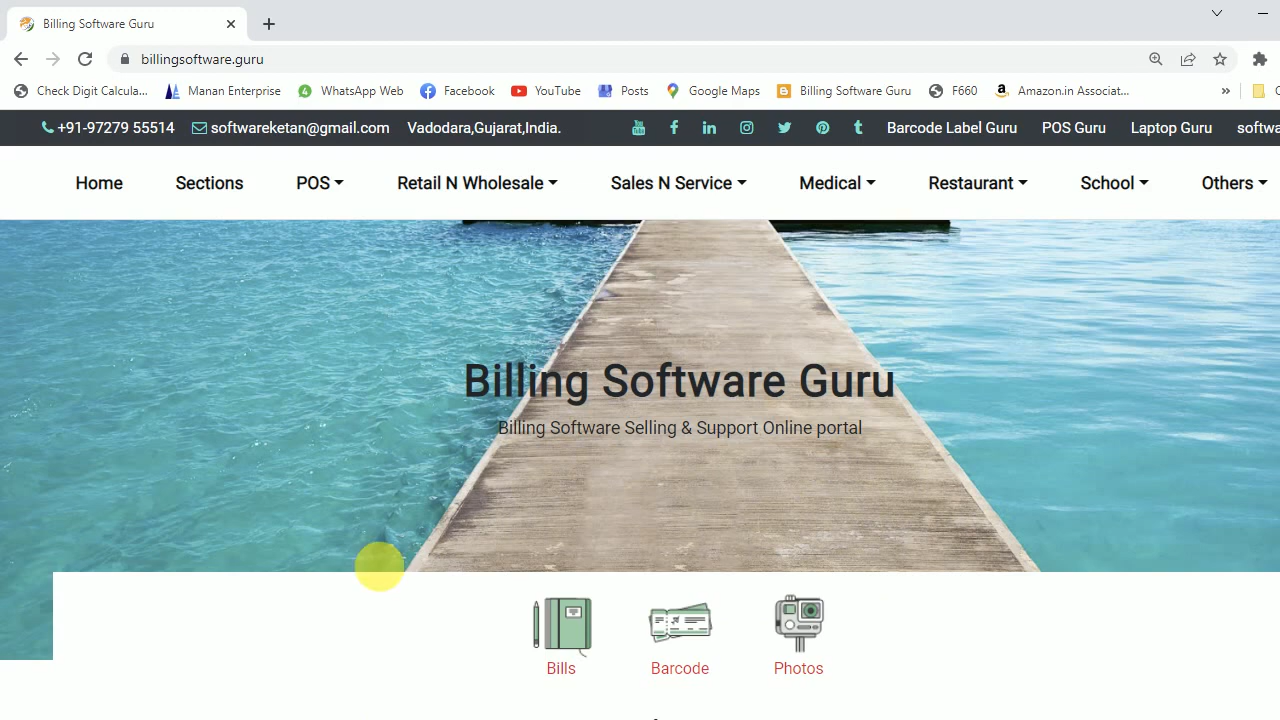 Billing Software Guru
billingsoftware.guru
Check Digit Calcula... Manan Enterprise WhatsApp Web Facebook YouTube Posts Google Maps Billing Software Guru F660 Amazon.in Associat... »
+91-97279 55514 softwareketan@gmail.com Vadodara,Gujarat,India. Barcode Label Guru POS Guru Laptop Guru softwa
Home Sections POS Retail N Wholesale Sales N Service Medical Restaurant School Others
Billing Software Guru
Billing Software Selling & Support Online portal
Bills Barcode Photos